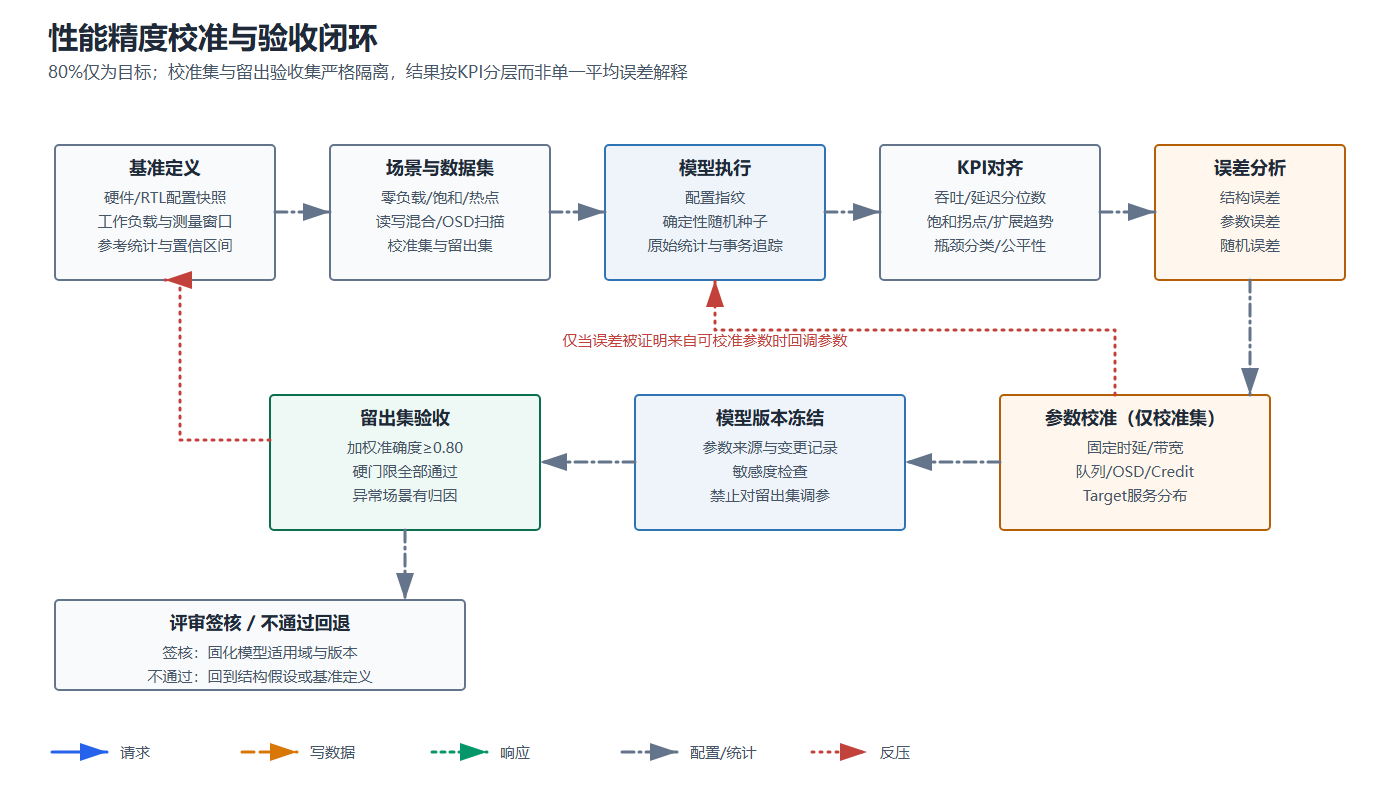 性能精度校准与验收闭环
80%仅为目标；校准集与留出验收集严格隔离，结果按KPI分层而非单一平均误差解释
基准定义
硬件/RTL配置快照
工作负载与测量窗口
参考统计与置信区间
场景与数据集
零负载/饱和/热点
读写混合/OSD扫描
校准集与留出集
模型执行
配置指纹
确定性随机种子
原始统计与事务追踪
KPI对齐
吞吐/延迟分位数
饱和拐点/扩展趋势
瓶颈分类/公平性
误差分析
结构误差
参数误差
随机误差
仅当误差被证明来自可校准参数时回调参数
留出集验收
加权准确度≥0.80
硬门限全部通过
异常场景有归因
模型版本冻结
参数来源与变更记录
敏感度检查
禁止对留出集调参
参数校准（仅校准集）
固定时延/带宽
队列/OSD/Credit
Target服务分布
评审签核 / 不通过回退
签核：固化模型适用域与版本
不通过：回到结构假设或基准定义
请求
写数据
响应
配置/统计
反压